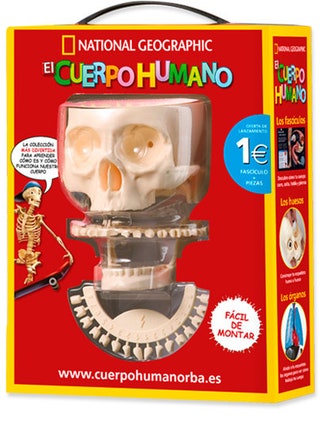 NATIONAL GEOGRAPHIC
El CUERPO HUMANO
LA COLECCIÓN
MÁS DIVERTIDA
PARA APRENDER
CÓMO ES Y CÓMO
FUNCIONA NUESTRO
CUERPO
OFERTA DE
LANZAMIENTO
1€
FASCÍCULO
+
PIEZAS
FÁCIL
DE
MONTAR
www.cuerpohumanorba.es
El CUERPO
HUMANO
Los fascículos
Los huesos
Los órganos